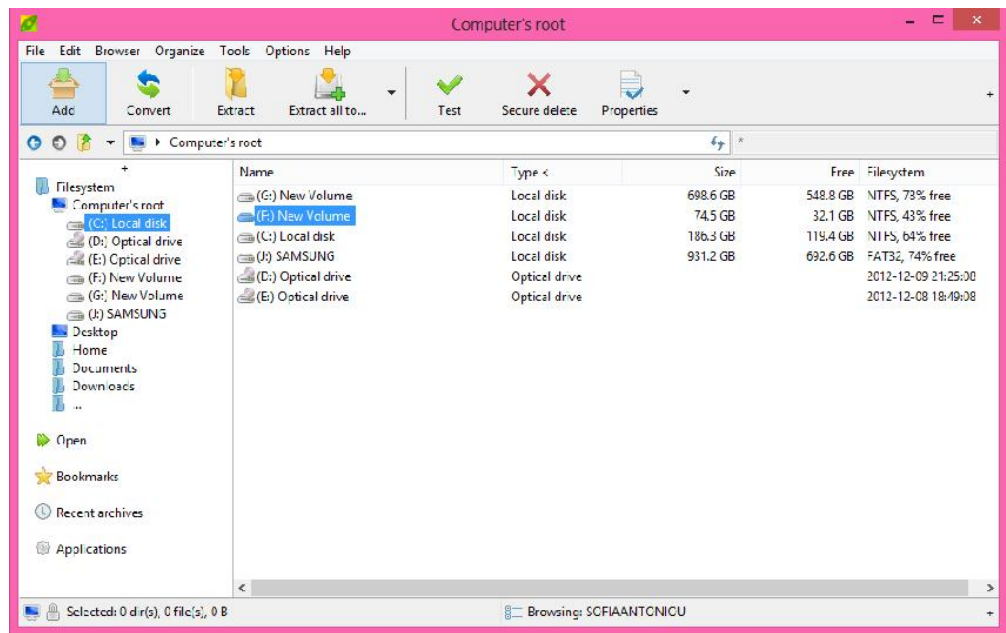 Computer's root
File Edit Browser Organize Tools Options Help
Add Convert Extract Extract all to... Test Secure delete Properties +
Computer's root *
+
Filesystem
Computer's root
(C:) Local disk
(D:) Optical drive
(E:) Optical drive
(F:) New Volume
(G:) New Volume
(J:) SAMSUNG
Desktop
Home
Documents
Downloads
...
Open
Bookmarks
Recent archives
Applications
Name Type < Size Free Filesystem
(G:) New Volume Local disk 698.6 GB 548.8 GB NTFS, 73% free
(F:) New Volume Local disk 74.5 GB 32.1 GB NTFS, 43% free
(C:) Local disk Local disk 186.3 GB 119.4 GB NTFS, 64% free
(J:) SAMSUNG Local disk 931.2 GB 692.6 GB FAT32, 74% free
(D:) Optical drive Optical drive 2012-12-09 21:25:08
(E:) Optical drive Optical drive 2012-12-08 18:49:08
Selected: 0 dir(s), 0 file(s), 0 B Browsing: SOFIAANTONIOU +